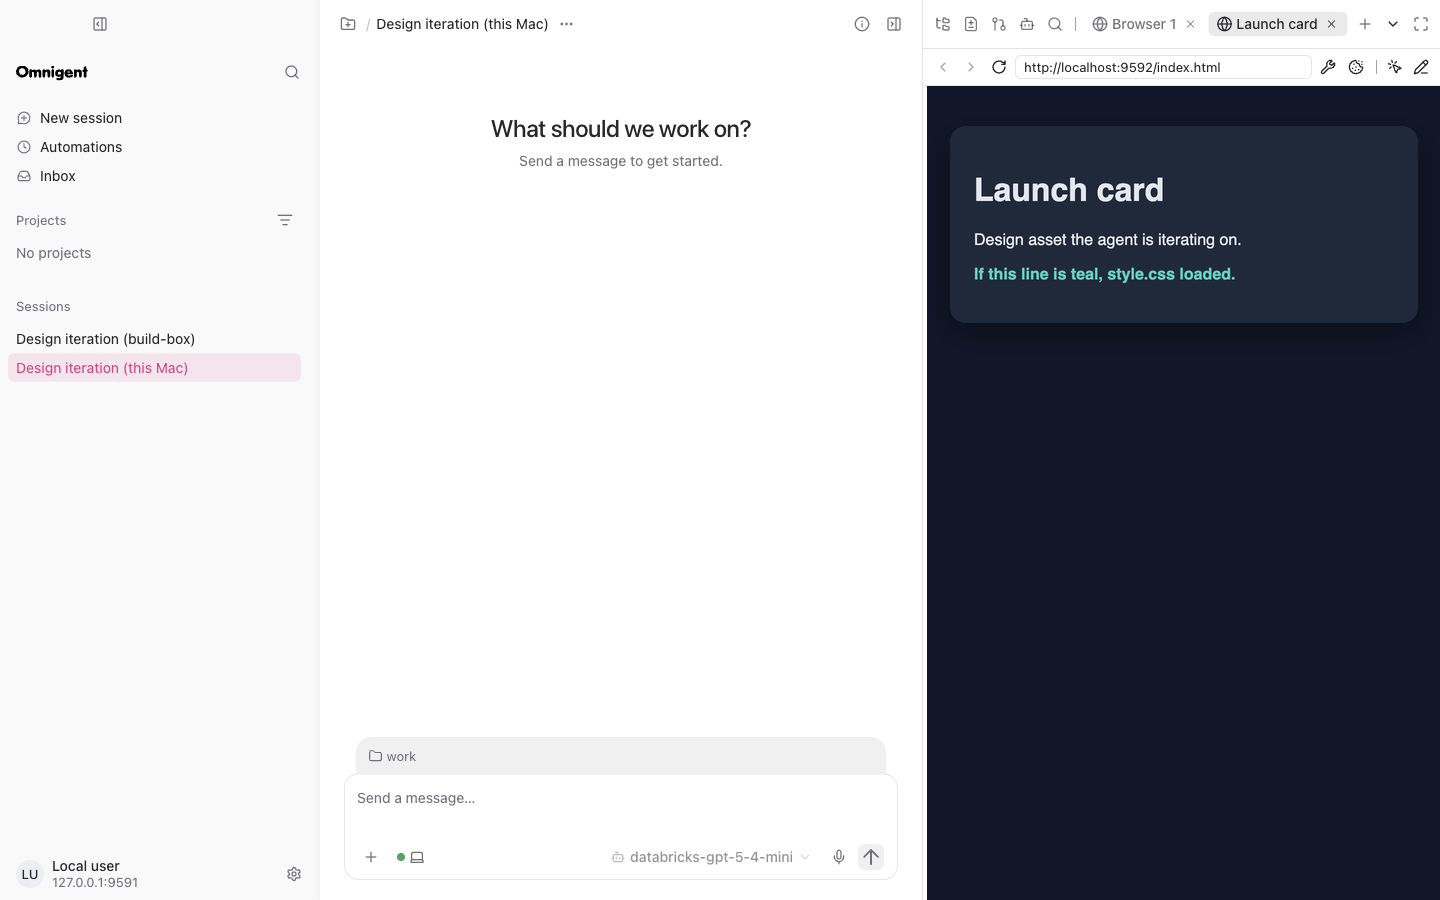 Omnigent
New session
Automations
Inbox
Projects
No projects
Sessions
Design iteration (build-box)
Design iteration (this Mac)
LU
Local user
127.0.0.1:9591
/ Design iteration (this Mac)
What should we work on?
Send a message to get started.
work
Send a message...
databricks-gpt-5-4-mini
Browser 1
Launch card
http://localhost:9592/index.html
Launch card
Design asset the agent is iterating on.
If this line is teal, style.css loaded.